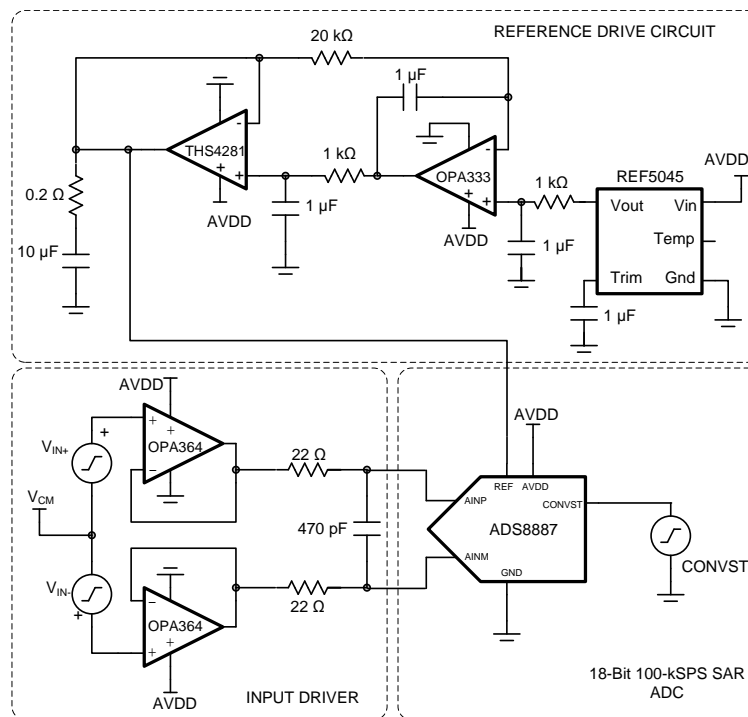 REFERENCE DRIVE CIRCUIT
20 kΩ
1 µF
-
THS4281
+
+
AVDD
1 kΩ
1 µF
-
OPA333
+
+
AVDD
1 kΩ
1 µF
REF5045
AVDD
Vout
Vin
Temp
Trim
Gnd
1 µF
0.2 Ω
10 µF
AVDD
+
+
+
OPA364
-
VIN+
VCM
VIN-
+
-
OPA364
+
+
AVDD
22 Ω
470 pF
22 Ω
INPUT DRIVER
AVDD
REF
AVDD
CONVST
AINP
ADS8887
AINM
GND
CONVST
18-Bit 100-kSPS SAR
ADC